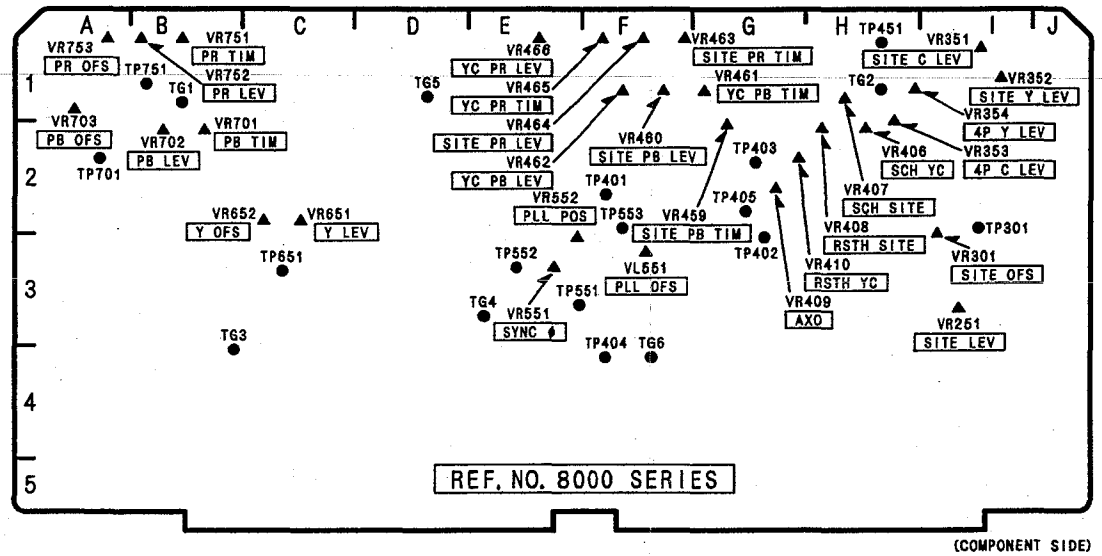 A B C D E F G H I J
VR753
PR OFS
VR751
PR TIM
VR752
PR LEV
TP751
TG1
VR703
PB OFS
VR702
PB LEV
VR701
PB TIM
TP701
TG5
VR466
YC PR LEV
VR465
YC PR TIM
VR464
SITE PR LEV
VR462
YC PB LEV
VR463
SITE PR TIM
VR461
YC PB TIM
VR460
SITE PB LEV
TP451
VR351
SITE C LEV
TG2
VR352
SITE Y LEV
VR354
4P Y LEV
VR353
4P C LEV
VR406
SCH YC
VR407
SCH SITE
VR408
RSTH SITE
VR410
RSTH YC
VR409
AXO
1
2
3
4
5
VR652
Y OFS
VR651
Y LEV
TP651
TG3
VR552
PLL POS
TP401
TP553
VR459
SITE PB TIM
TP403
TP405
TP402
TP552
VL551
PLL OFS
TG4
VR551
SYNC φ
TP551
TP404
TG6
TP301
VR301
SITE OFS
VR251
SITE LEV
REF. NO. 8000 SERIES
(COMPONENT SIDE)